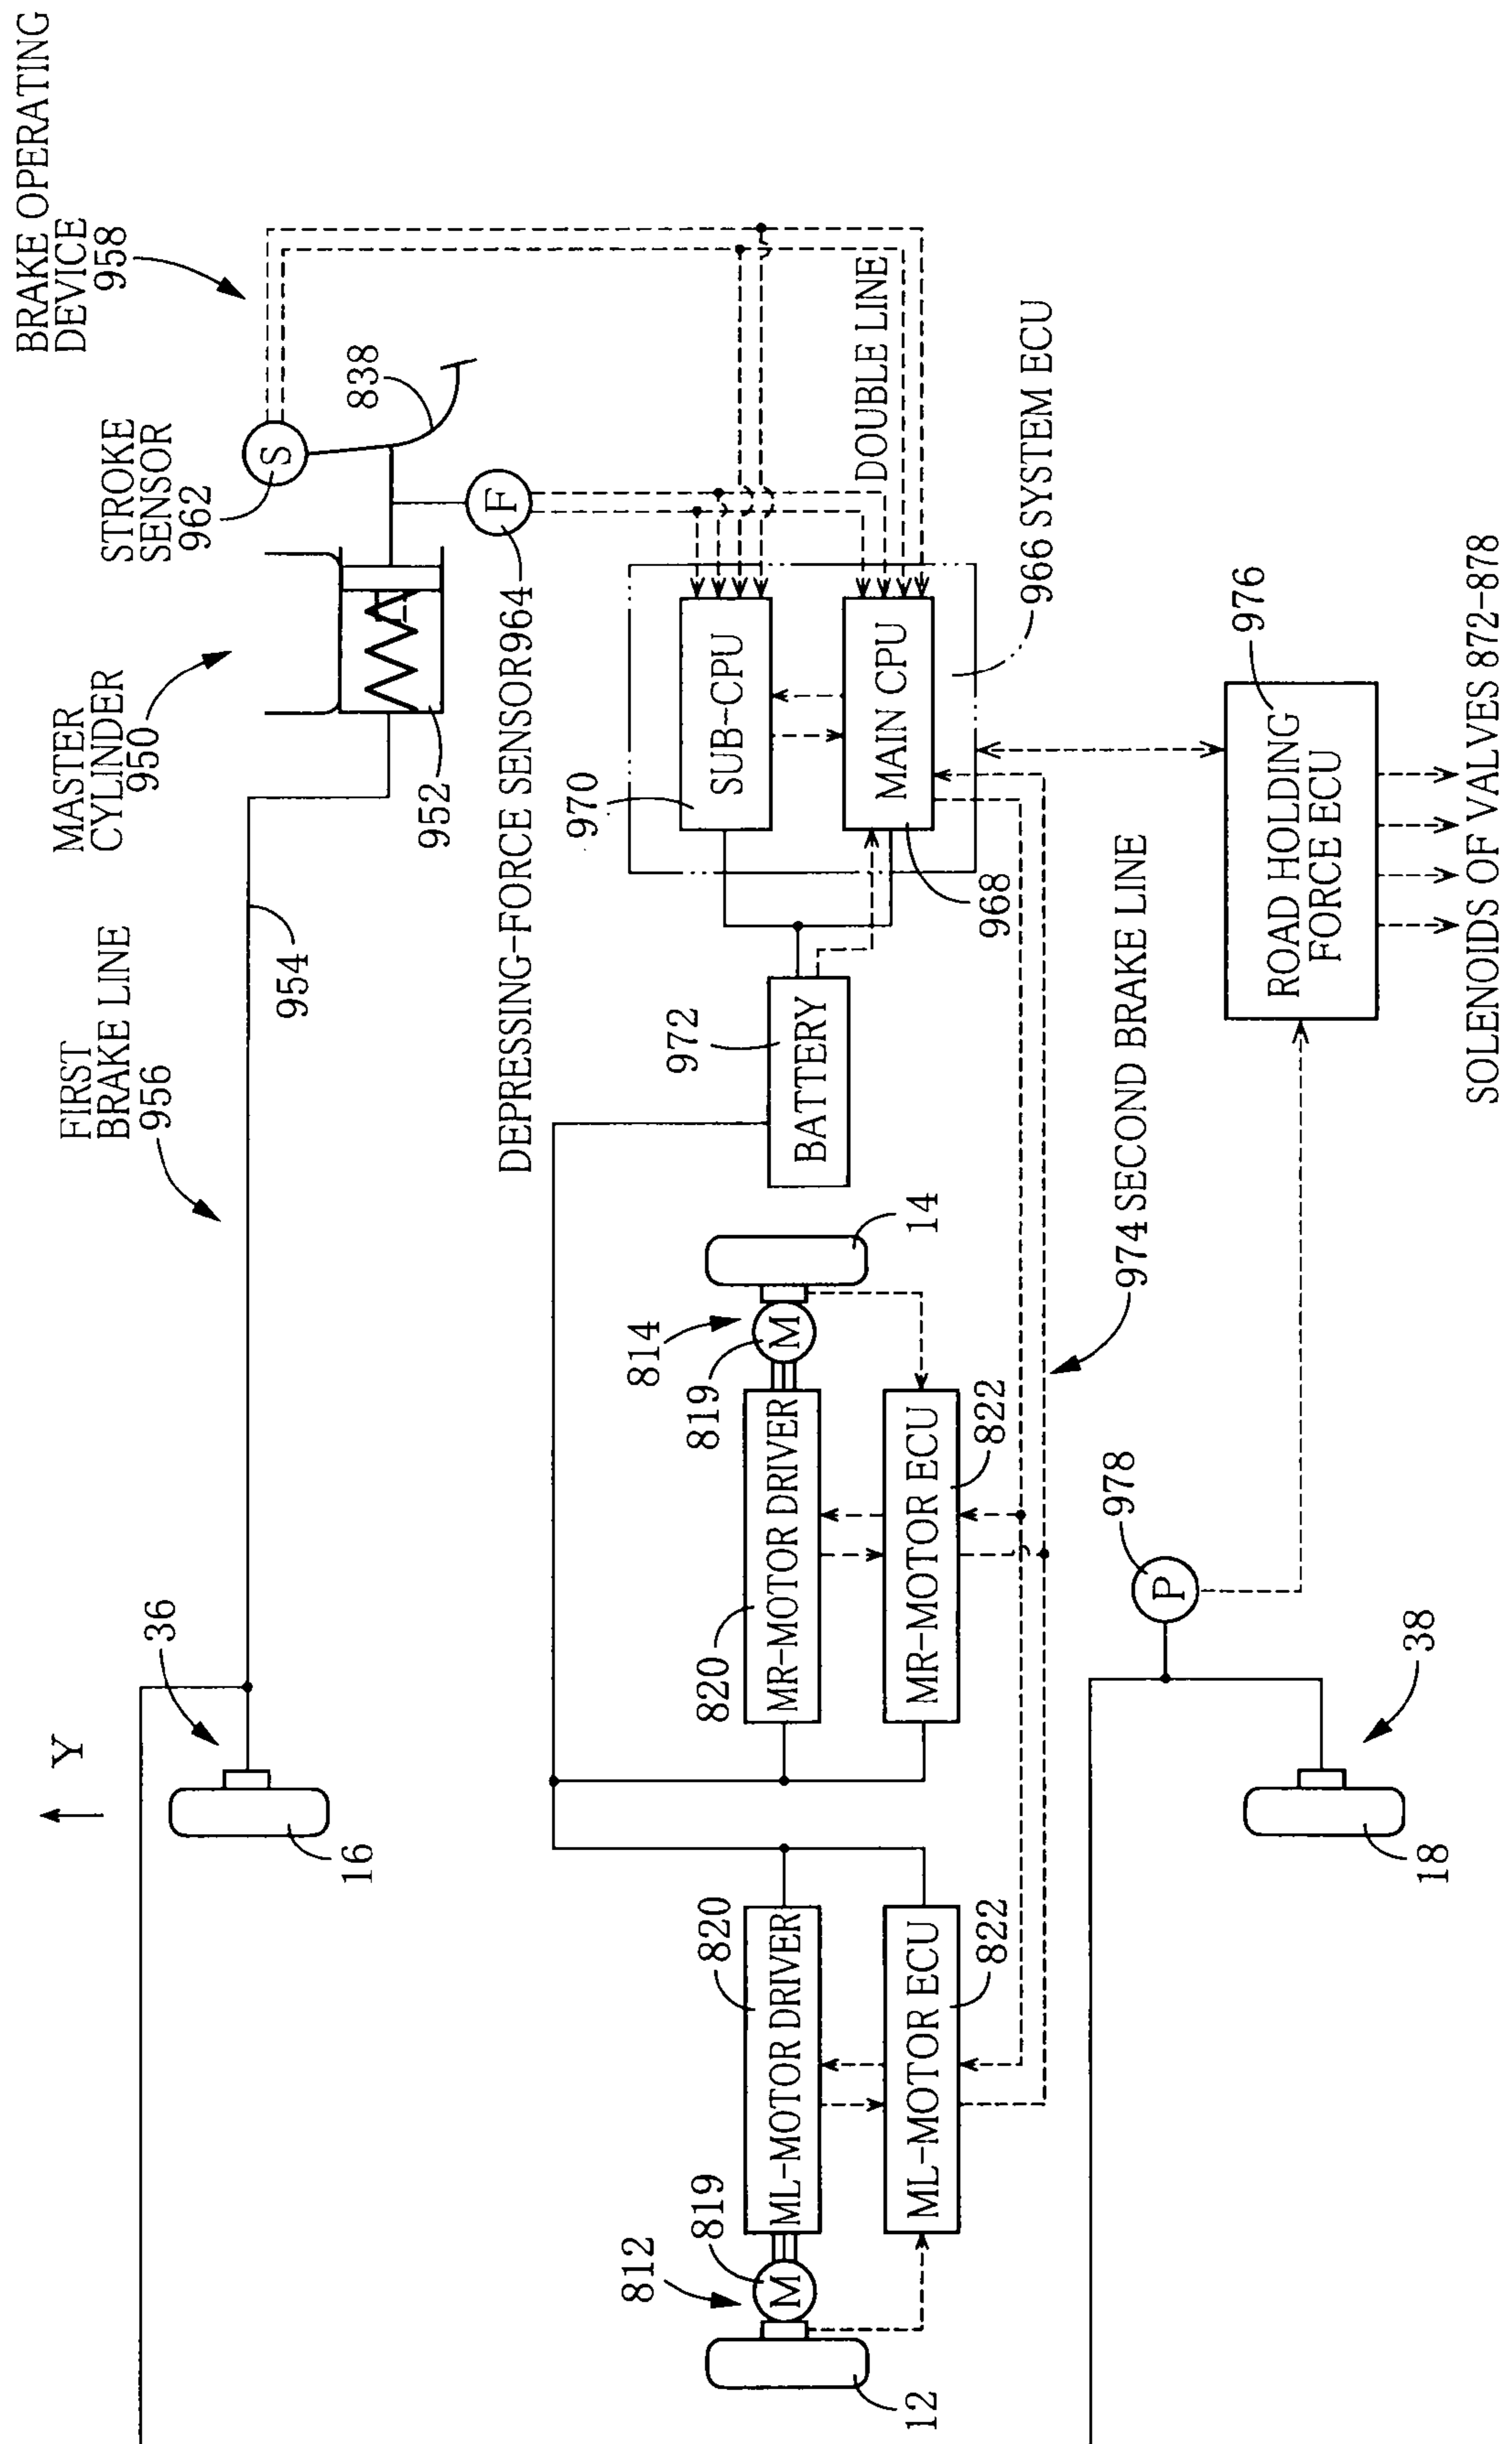 BRAKE OPERATING
DEVICE
958
STROKE
SENSOR
962
S
838
MASTER
CYLINDER
950
952
FIRST
BRAKE LINE
956
954
F
DEPRESSING-FORCE SENSOR964
DOUBLE LINE
966 SYSTEM ECU
970
SUB-CPU
MAIN CPU
968
972
BATTERY
976
ROAD HOLDING
FORCE ECU
SOLENOIDS OF VALVES 872-878
974 SECOND BRAKE LINE
14
814
819
M
820
MR-MOTOR DRIVER
MR-MOTOR ECU
822
978
P
36
Y
16
38
18
820
ML-MOTOR DRIVER
ML-MOTOR ECU
822
812
819
M
12